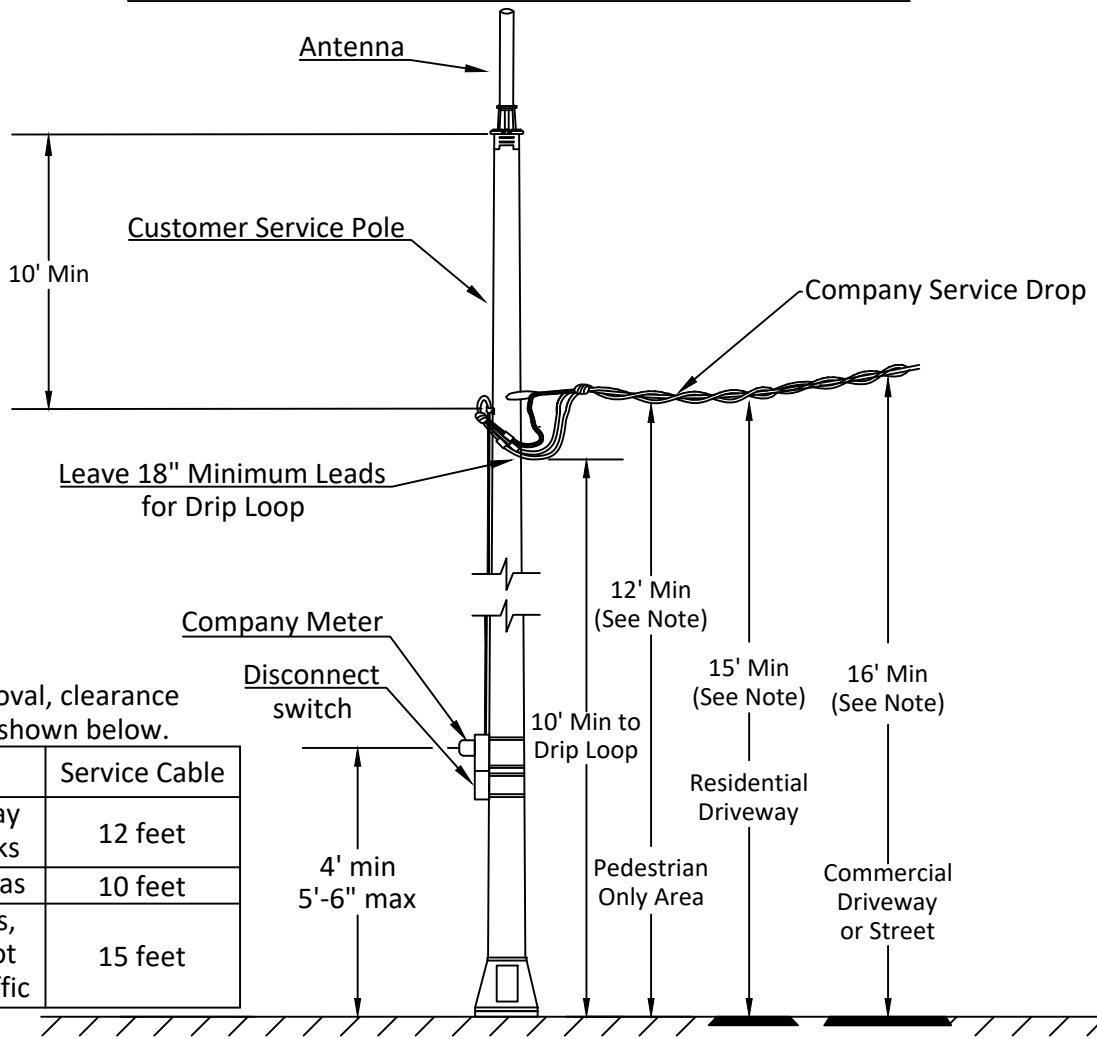 Antenna
Customer Service Pole
10' Min
Company Service Drop
Leave 18" Minimum Leads
for Drip Loop
12' Min
(See Note)
Company Meter
15' Min
(See Note)
16' Min
(See Note)
Disconnect
switch
10' Min to
Drip Loop
clearance
shown below.
Service Cable
12 feet
10 feet
15 feet
4' min
5'-6" max
Residential
Driveway
Pedestrian
Only Area
Commercial
Driveway
or Street